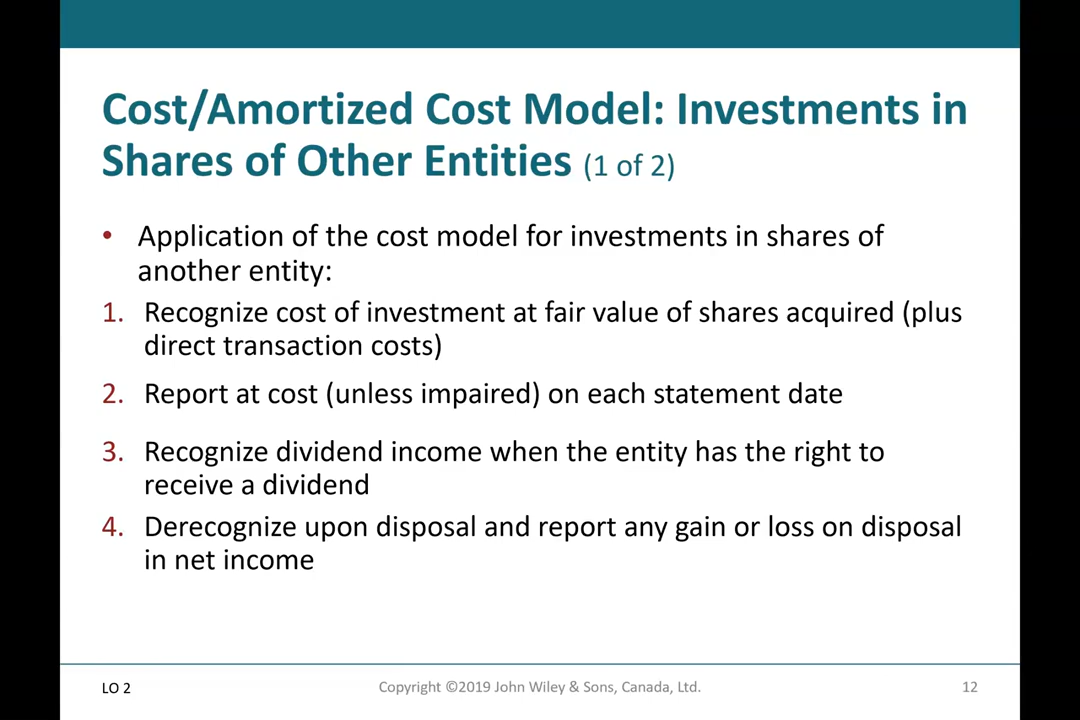 Cost/Amortized Cost Model: Investments in
Shares of Other Entities (1 of 2)
• Application of the cost model for investments in shares of
another entity:
1. Recognize cost of investment at fair value of shares acquired (plus
direct transaction costs)
2. Report at cost (unless impaired) on each statement date
3. Recognize dividend income when the entity has the right to
receive a dividend
4. Derecognize upon disposal and report any gain or loss on disposal
in net income
LO 2
Copyright ©2019 John Wiley & Sons, Canada, Ltd.
12